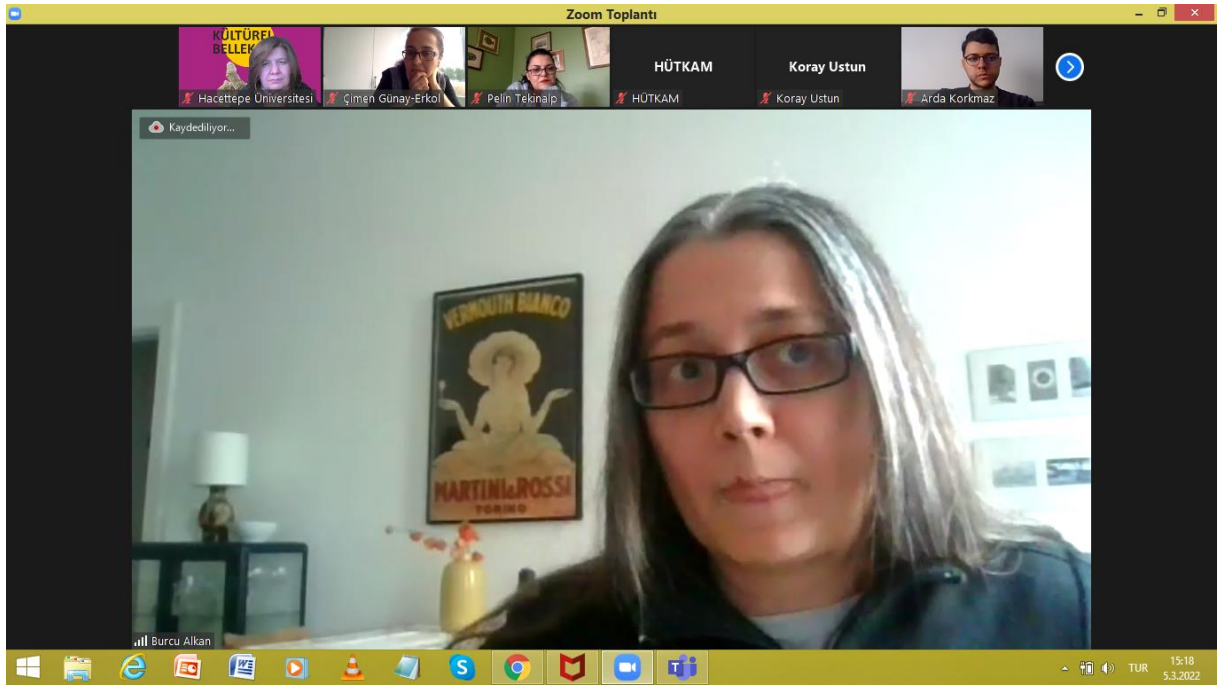 Zoom Toplantı
KÜLTÜREL
BELLEK
HÜTKAM
Koray Ustun
Hacettepe Üniversitesi
Çimen Günay-Erkol
Pelin Tekinalp
HÜTKAM
Koray Ustun
Arda Korkmaz
Kaydediliyor...
VERMOUTH BIANCO
MARTINI & ROSSI
TORINO
Burcu Alkan
TUR
15:18
5.3.2022